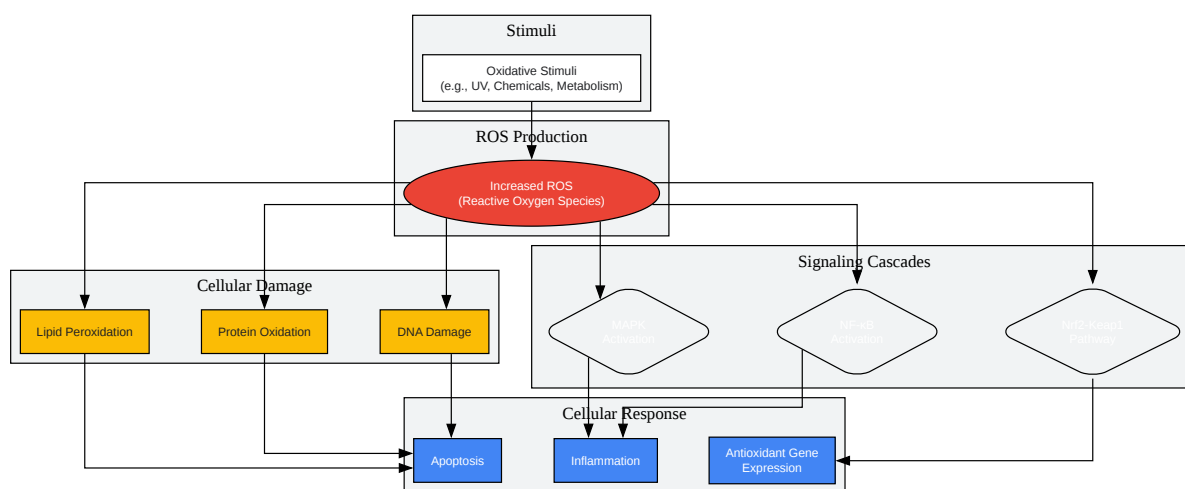 Stimuli
Oxidative Stimuli
(e.g., UV, Chemicals, Metabolism)
ROS Production
Increased ROS
(Reactive Oxygen Species)
Signaling Cascades
Cellular Damage
Lipid Peroxidation
Protein Oxidation
DNA Damage
MAPK
Activation
NF-κB
Activation
Nrf2-Keap1
Pathway
Cellular Response
Apoptosis
Inflammation
Antioxidant Gene
Expression